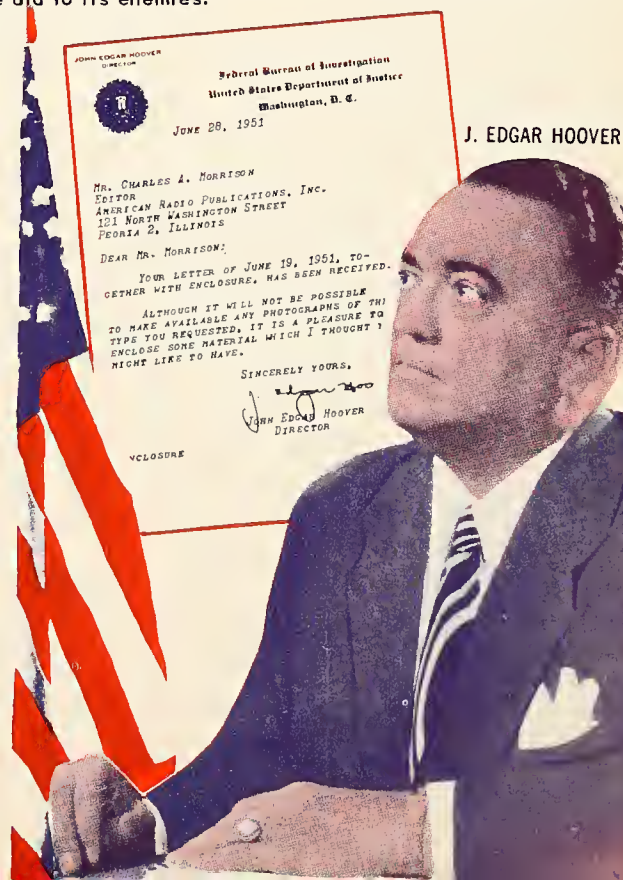 aid to its enemies.
JOHN EDGAR HOOVER
DIRECTOR
Federal Bureau of Investigation
United States Department of Justice
Washington, D. C.
JUNE 28, 1951
J. EDGAR HOOVER
MR. CHARLES A. MORRISON
EDITOR
AMERICAN RADIO PUBLICATIONS, INC.
121 NORTH WASHINGTON STREET
PEORIA 2, ILLINOIS
DEAR MR. MORRISON:
YOUR LETTER OF JUNE 19, 1951, TO-
GETHER WITH ENCLOSURE, HAS BEEN RECEIVED.
ALTHOUGH IT WILL NOT BE POSSIBLE
TO MAKE AVAILABLE ANY PHOTOGRAPHS OF TH
TYPE YOU REQUESTED, IT IS A PLEASURE TO
ENCLOSE SOME MATERIAL WHICH I THOUGHT
MIGHT LIKE TO HAVE.
SINCERELY YOURS,
J. Edgar Hoo
JOHN EDGAR HOOVER
DIRECTOR
NCLOSURE